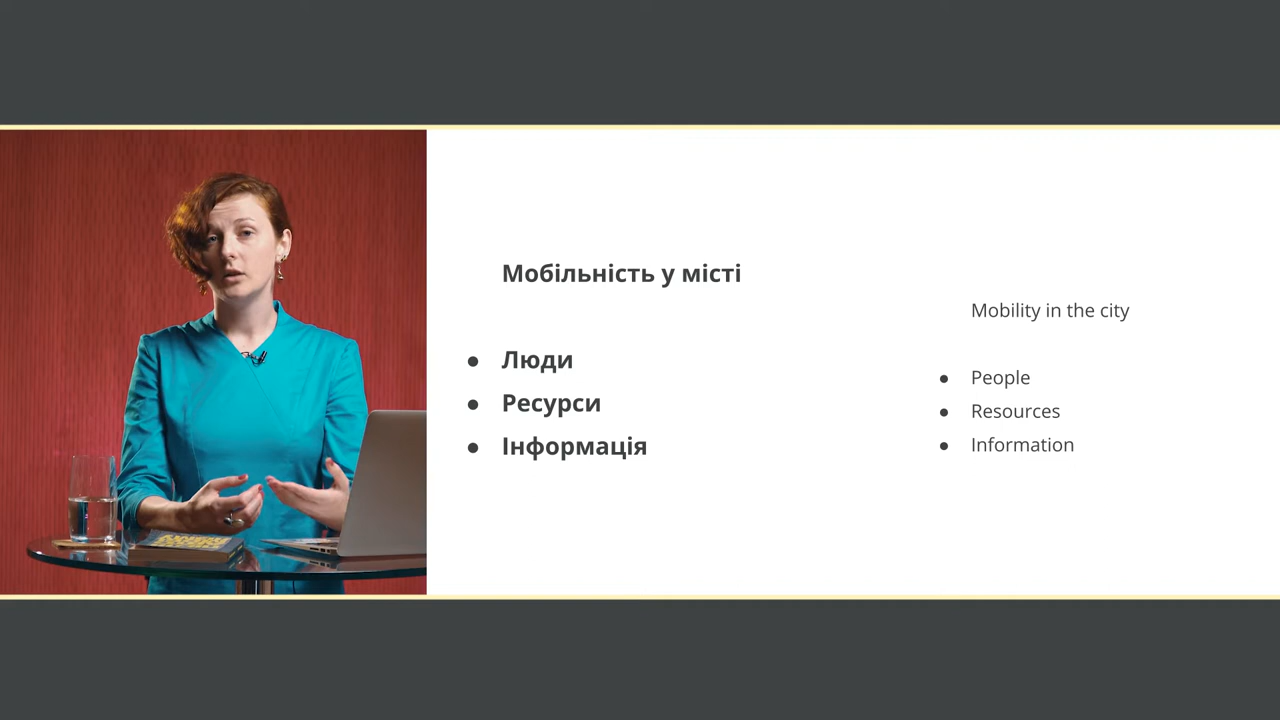 Мобільність у місті
● Люди
● Ресурси
● Інформація
Mobility in the city
● People
● Resources
● Information